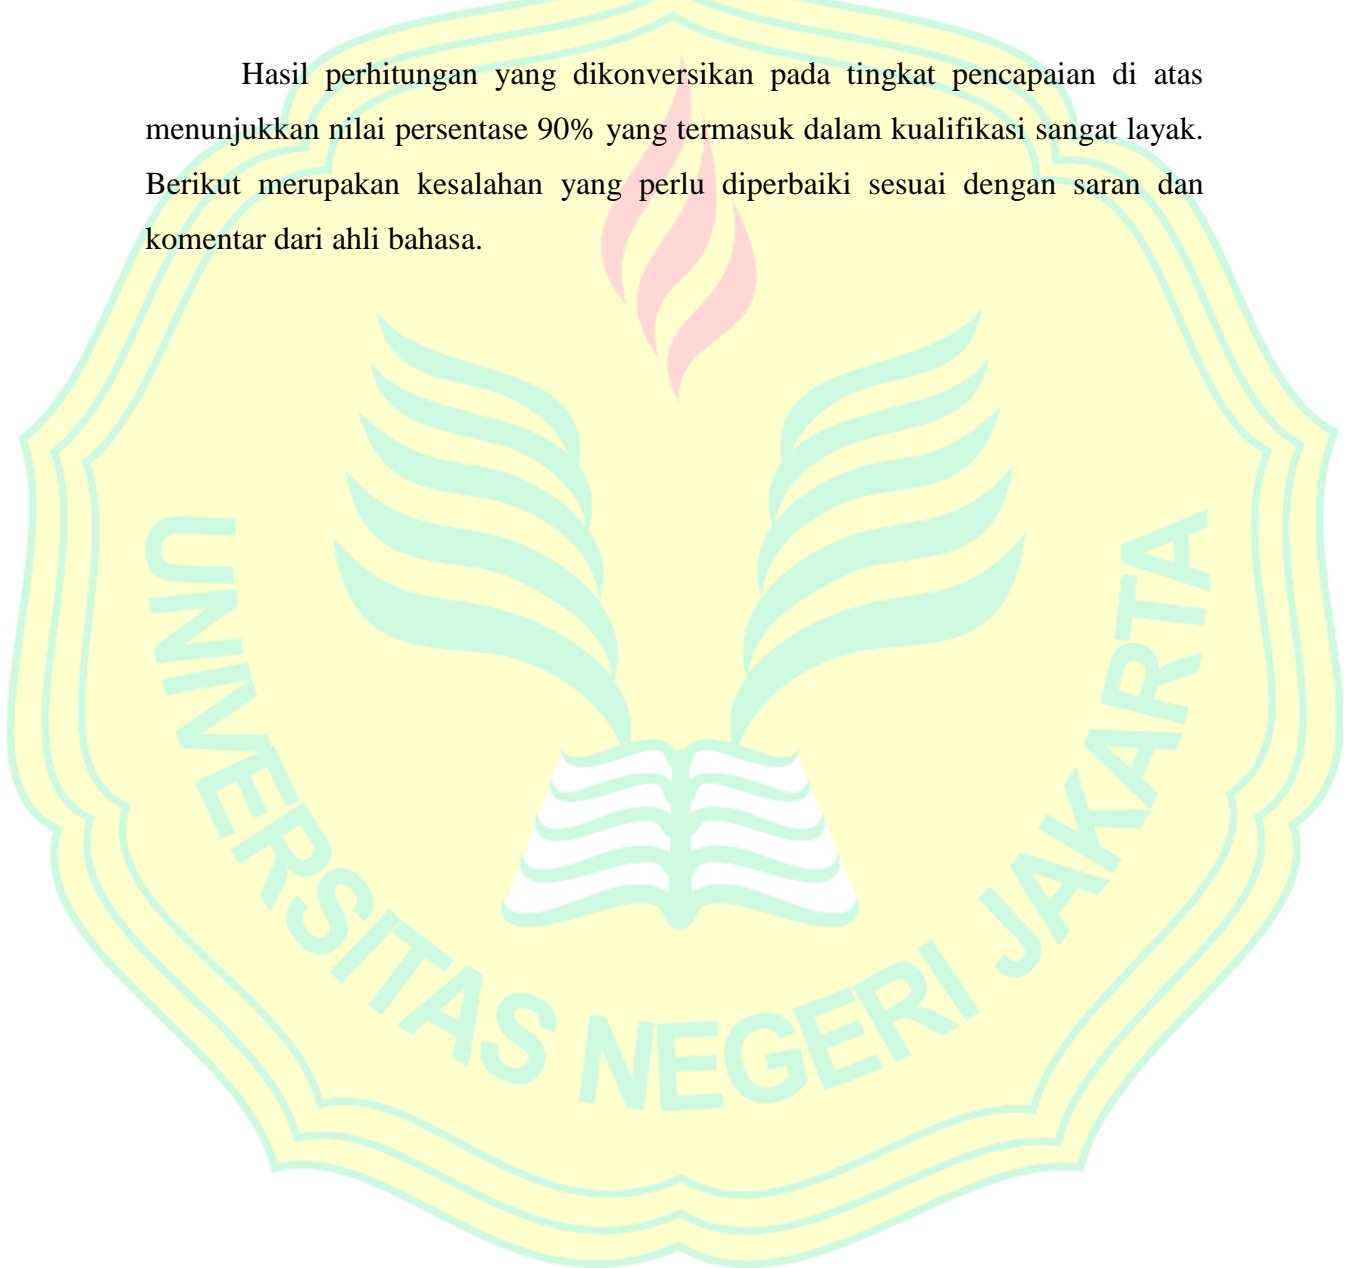 Hasil perhitungan yang dikonversikan pada tingkat pencapaian di atas
menunjukkan nilai persentase 90% yang termasuk dalam kualifikasi sangat layak.
Berikut merupakan kesalahan yang perlu diperbaiki sesuai dengan saran dan
komentar dari ahli bahasa.
UNIVERSITAS NEGERI JAKARTA